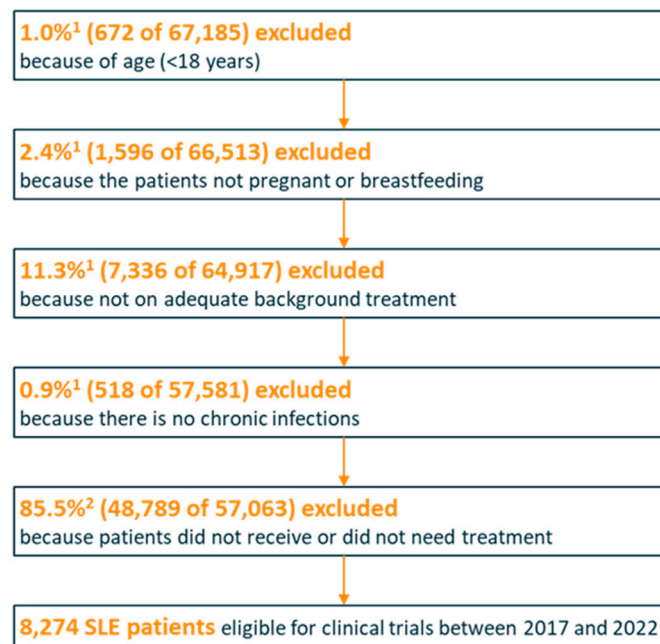 1.0%¹ (672 of 67,185) excluded
because of age (<18 years)
2.4%¹ (1,596 of 66,513) excluded
because the patients not pregnant or breastfeeding
11.3%¹ (7,336 of 64,917) excluded
because not on adequate background treatment
0.9%¹ (518 of 57,581) excluded
because there is no chronic infections
85.5%² (48,789 of 57,063) excluded
because patients did not receive or did not need treatment
8,274 SLE patients eligible for clinical trials between 2017 and 2022